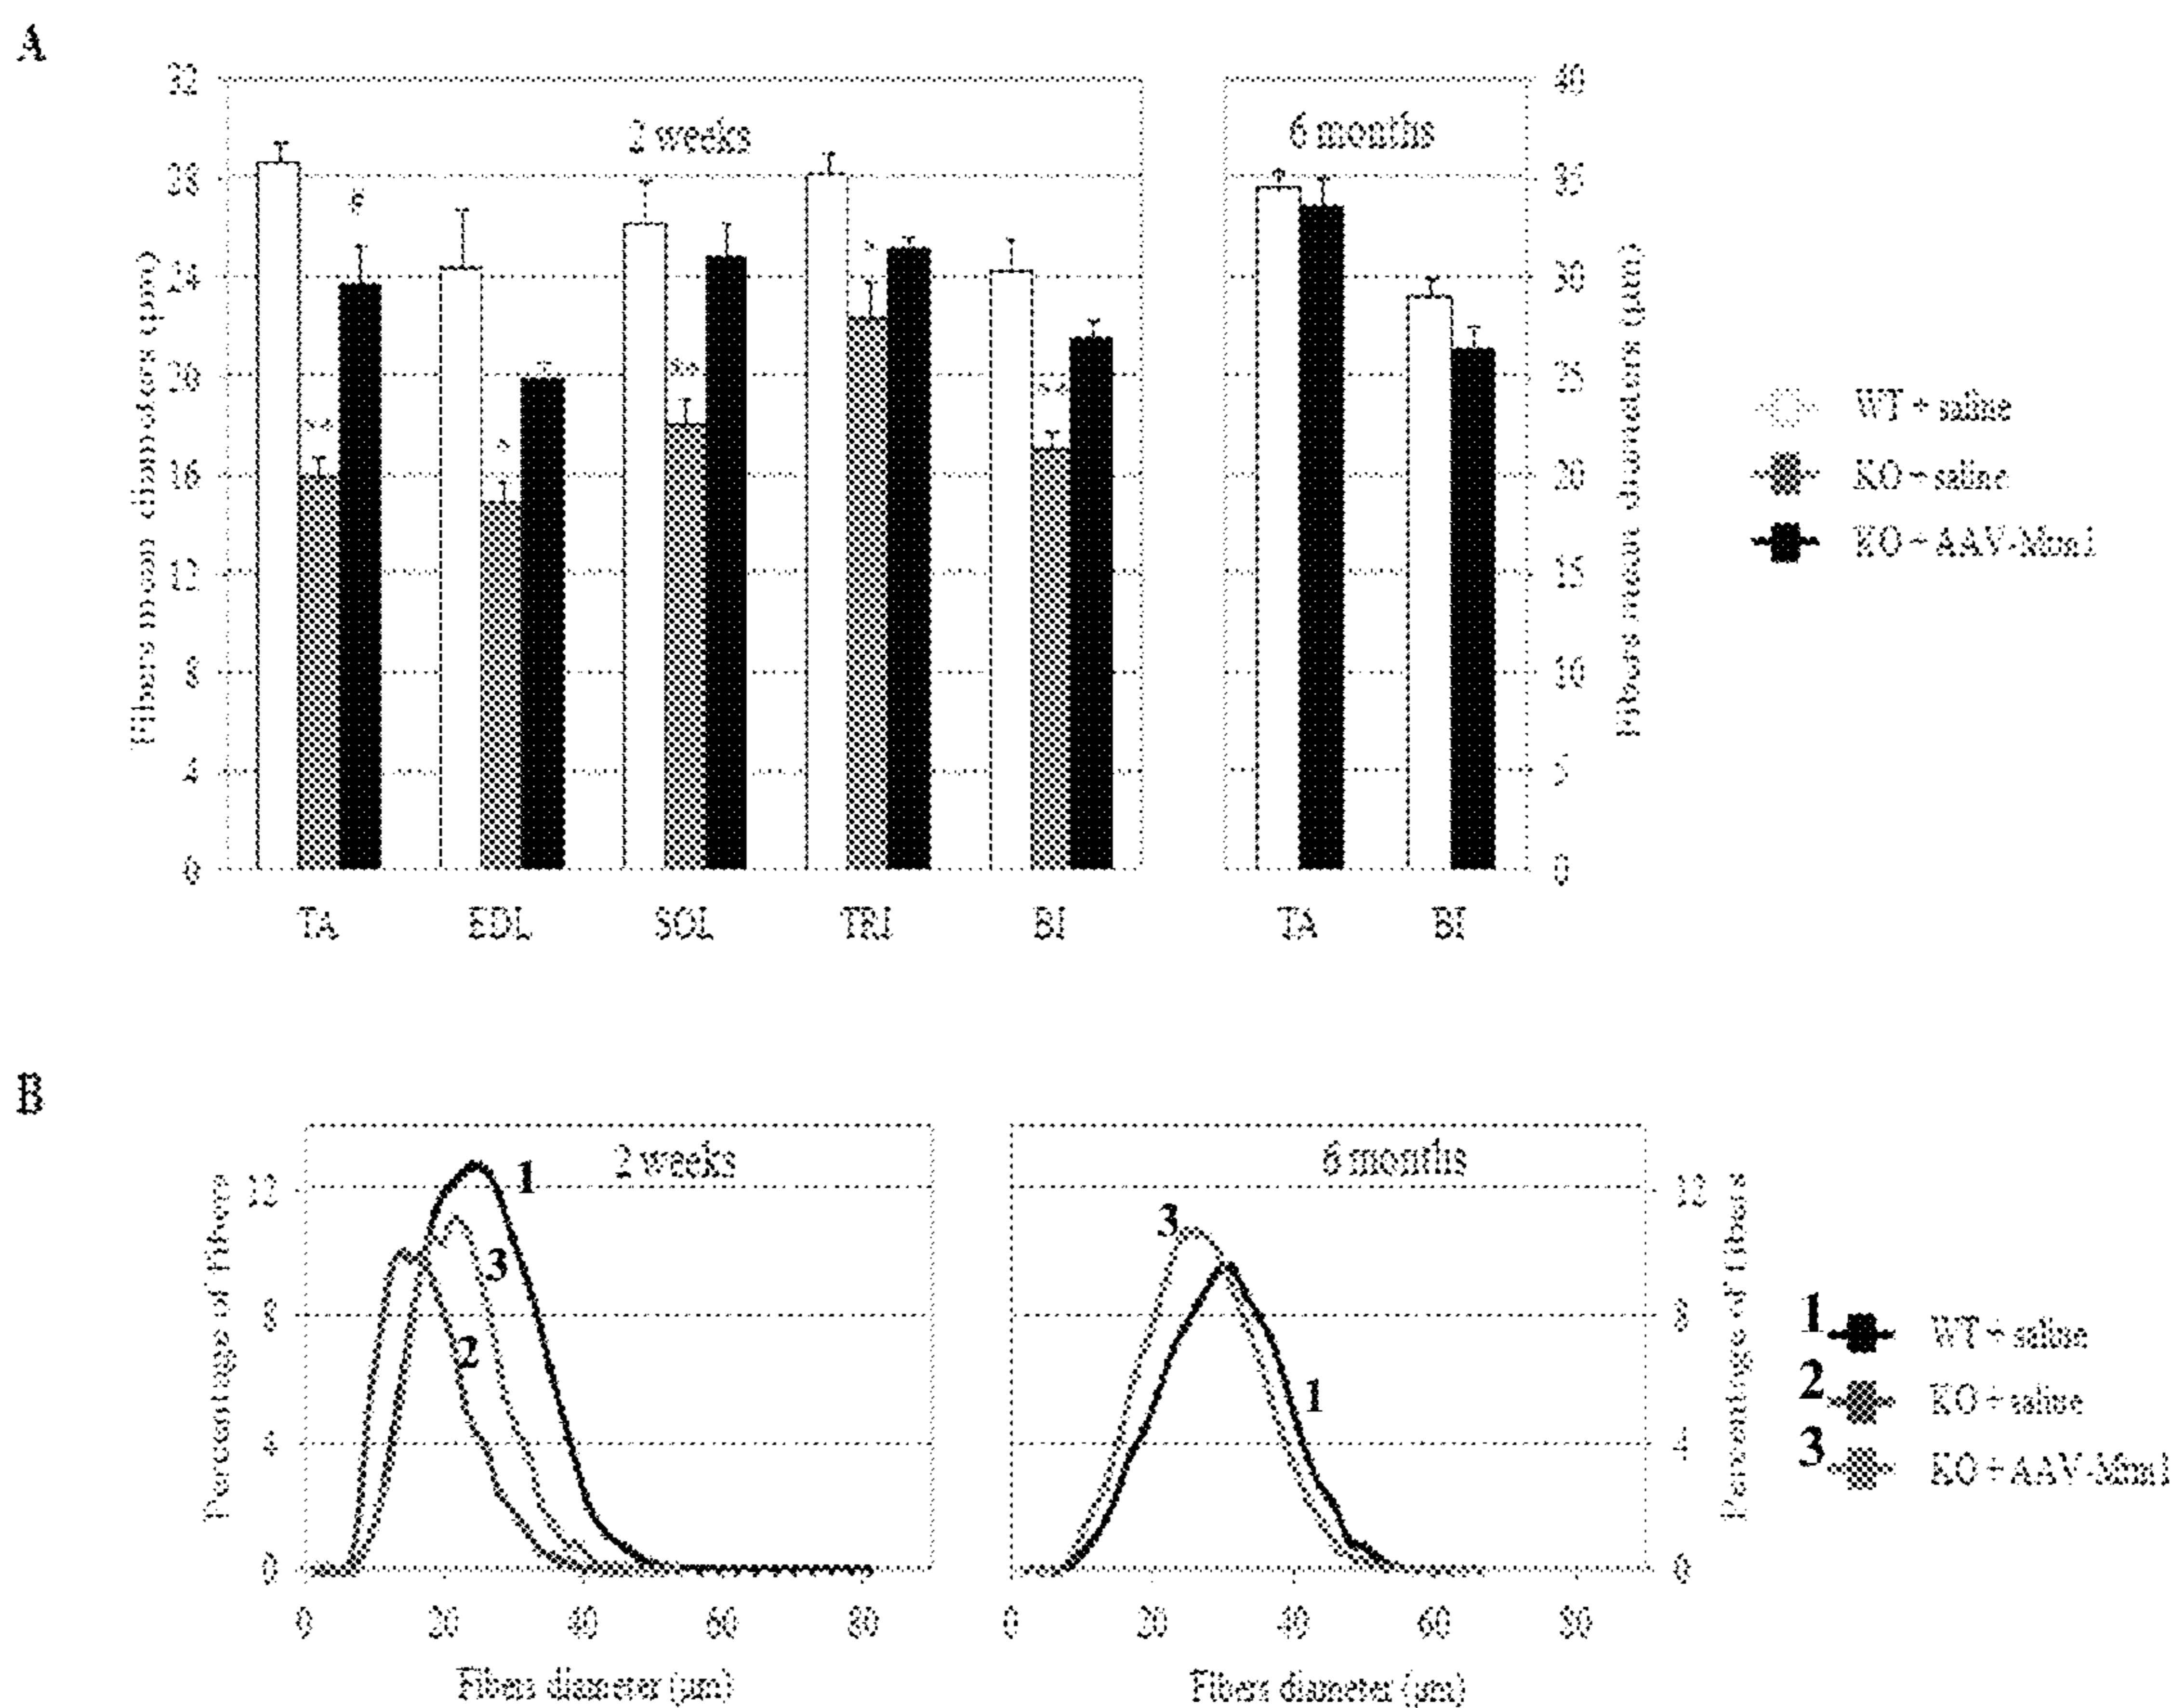 A
2 weeks
6 months
Fibers mean diameters (µm)
32
28
24
20
16
12
8
4
0
TA EDL SOL TRI BI
TA BI
40
35
30
25
20
15
10
5
0
Fibers mean diameters (µm)
WT + saline
KO + saline
KO + AAV-Mtm1
B
2 weeks
6 months
Percentage of Fibers
12
8
4
0
1
3
2
0 20 40 60 80
Fibers diameter (µm)
3
1
0 20 40 60 80
Fibers diameter (µm)
12
8
4
0
Percentage of Fibers
1 WT + saline
2 KO + saline
3 KO + AAV-Mtm1